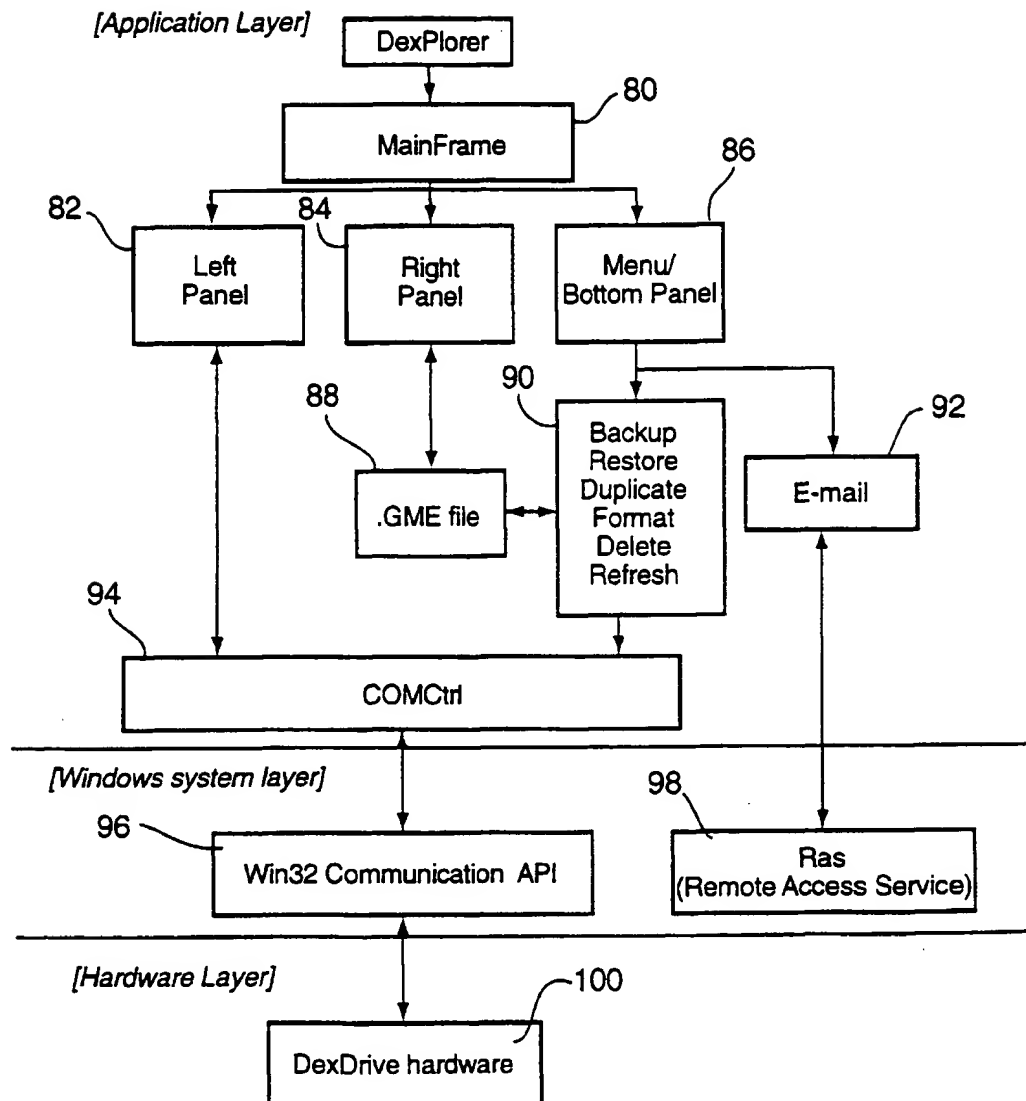 [Application Layer]
DexPlorer
80
MainFrame
86
82
84
Left
Panel
Right
Panel
Menu/
Bottom Panel
88
90
92
Backup
Restore
Duplicate
Format
Delete
Refresh
.GME file
E-mail
94
COMCtrl
[Windows system layer]
98
96
Win32 Communication API
Ras
(Remote Access Service)
[Hardware Layer]
100
DexDrive hardware